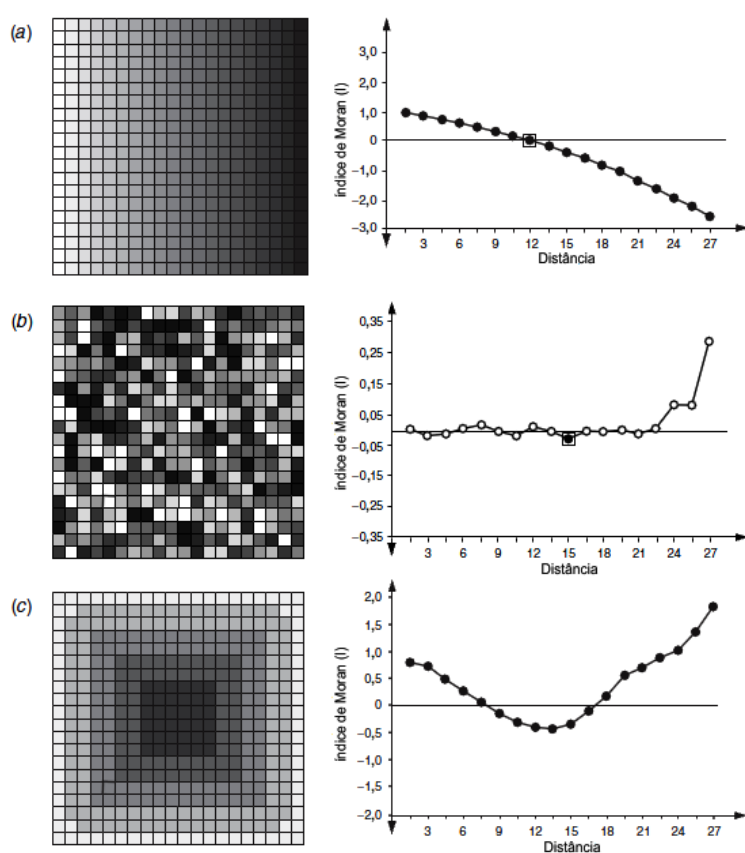 (a)
índice de Moran (I)
3,0
2,0
1,0
0
−1,0
−2,0
−3,0
3 6 9 12 15 18 21 24 27
Distância
(b)
índice de Moran (I)
0,35
0,25
0,15
0,05
−0,05
−0,15
−0,25
−0,35
3 6 9 12 15 18 21 24 27
Distância
(c)
índice de Moran (I)
2,0
1,5
1,0
0,5
0
−0,5
−1,0
−1,5
−2,0
3 6 9 12 15 18 21 24 27
Distância